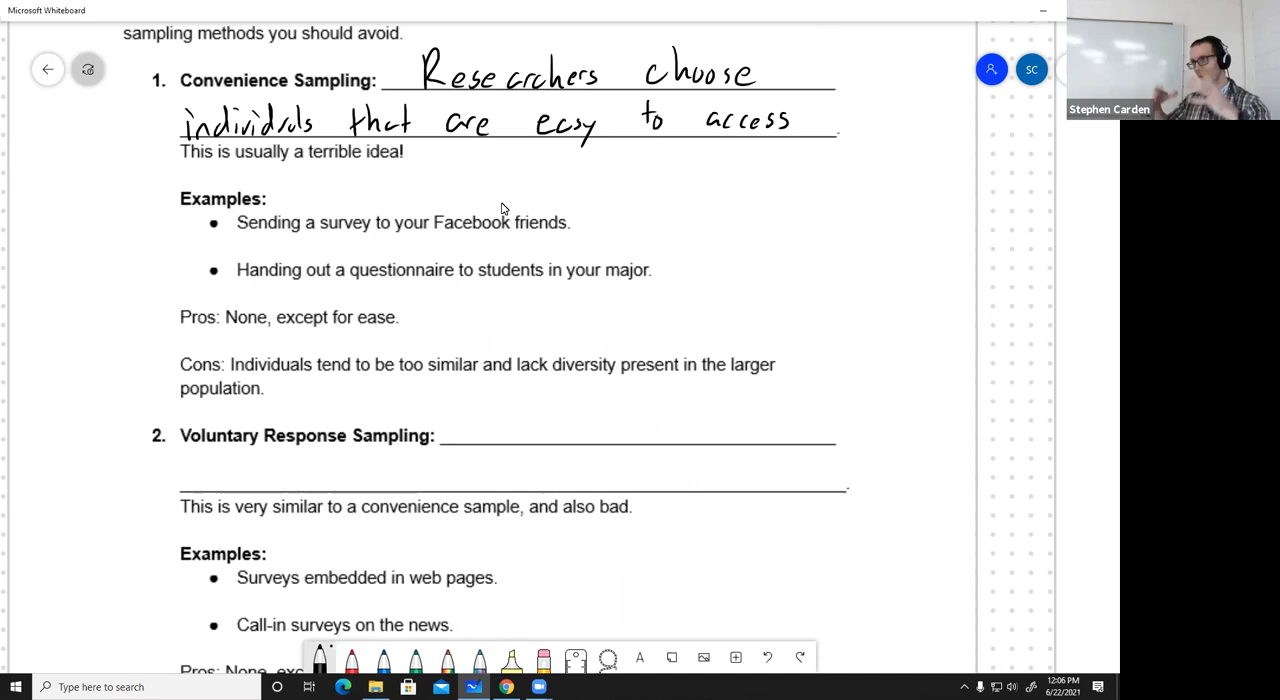 Microsoft Whiteboard
sampling methods you should avoid.
1. Convenience Sampling: Researchers choose
individuals that are easy to access.
This is usually a terrible idea!
Examples:
• Sending a survey to your Facebook friends.
• Handing out a questionnaire to students in your major.
Pros: None, except for ease.
Cons: Individuals tend to be too similar and lack diversity present in the larger
population.
2. Voluntary Response Sampling:
This is very similar to a convenience sample, and also bad.
Examples:
• Surveys embedded in web pages.
• Call-in surveys on the news.
Pros: None, exc
SC
Stephen Carden
A
Type here to search
12:06 PM
6/22/2021